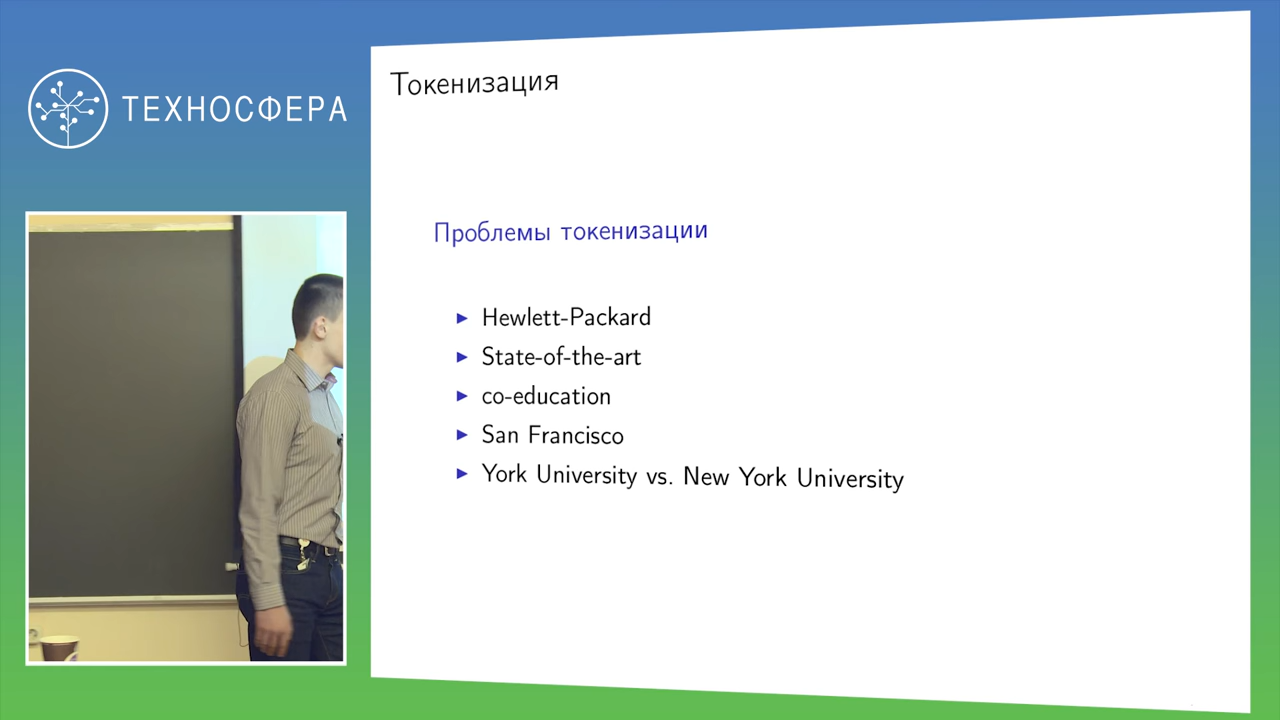 ТЕХНОСФЕРА
Токенизация
Проблемы токенизации
Hewlett-Packard
State-of-the-art
co-education
San Francisco
York University vs. New York University